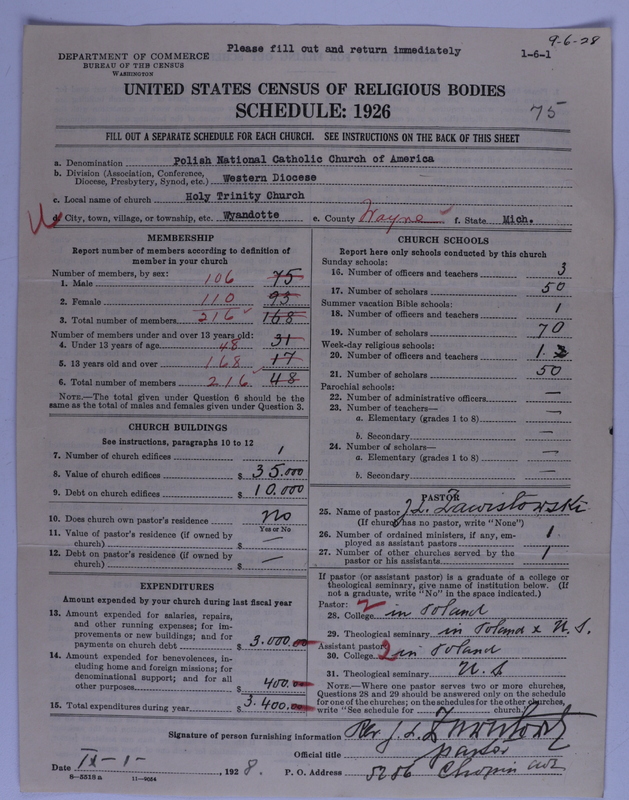 9-6-28
Please fill out and return immediately
1-6-1
DEPARTMENT OF COMMERCE
BUREAU OF THE CENSUS
WASHINGTON
UNITED STATES CENSUS OF RELIGIOUS BODIES
SCHEDULE: 1926
75
FILL OUT A SEPARATE SCHEDULE FOR EACH CHURCH. SEE INSTRUCTIONS ON THE BACK OF THIS SHEET
a. Denomination Polish National Catholic Church of America
b. Division (Association, Conference, Diocese, Presbytery, Synod, etc.) Western Diocese
c. Local name of church Holy Trinity Church
d. City, town, village, or township, etc. Wyandotte e. County Wayne f. State Mich.
MEMBERSHIP
Report number of members according to definition of member in your church
Number of members, by sex:
1. Male 106 75
2. Female 110 93
3. Total number of members 216 168
Number of members under and over 13 years old:
4. Under 13 years of age 48 31
5. 13 years old and over 168 17
6. Total number of members 216 48
NOTE.—The total given under Question 6 should be the same as the total of males and females given under Question 3.
CHURCH BUILDINGS
See instructions, paragraphs 10 to 12
7. Number of church edifices 1
8. Value of church edifices $ 35.000
9. Debt on church edifices $ 10.000
10. Does church own pastor's residence No
Yes or No
11. Value of pastor's residence (if owned by church) $ —
12. Debt on pastor's residence (if owned by church) $ —
EXPENDITURES
Amount expended by your church during last fiscal year
13. Amount expended for salaries, repairs, and other running expenses; for improvements or new buildings; and for payments on church debt $ 3.000.00
14. Amount expended for benevolences, including home and foreign missions; for denominational support; and for all other purposes $ 400.00
15. Total expenditures during year $ 3.400.00
CHURCH SCHOOLS
Report here only schools conducted by this church
Sunday schools:
16. Number of officers and teachers 3
17. Number of scholars 50
Summer vacation Bible schools:
18. Number of officers and teachers 1
19. Number of scholars 70
Week-day religious schools:
20. Number of officers and teachers 1
21. Number of scholars 50
Parochial schools:
22. Number of administrative officers —
23. Number of teachers—
a. Elementary (grades 1 to 8) —
b. Secondary —
24. Number of scholars—
a. Elementary (grades 1 to 8) —
b. Secondary —
PASTOR
25. Name of pastor J. L. Zawistowski
(If church has no pastor, write "None")
26. Number of ordained ministers, if any, employed as assistant pastors 1
27. Number of other churches served by the pastor or his assistants 1
If pastor (or assistant pastor) is a graduate of a college or theological seminary, give name of institution below. (If not a graduate, write "No" in the space indicated.)
Pastor: 2
28. College in Poland
29. Theological seminary in Poland x U. S.
Assistant pastor: 2
30. College in Poland
31. Theological seminary U. S
NOTE.—Where one pastor serves two or more churches, Questions 28 and 29 should be answered only on the schedule for one of the churches; on the schedules for the other churches, write "See schedule for church."
Signature of person furnishing information Rev. J. L. Zawistowski
Official title pastor
Date IX-1- , 1928.
P. O. Address 5256 Chopin
8-5518a 11-9054